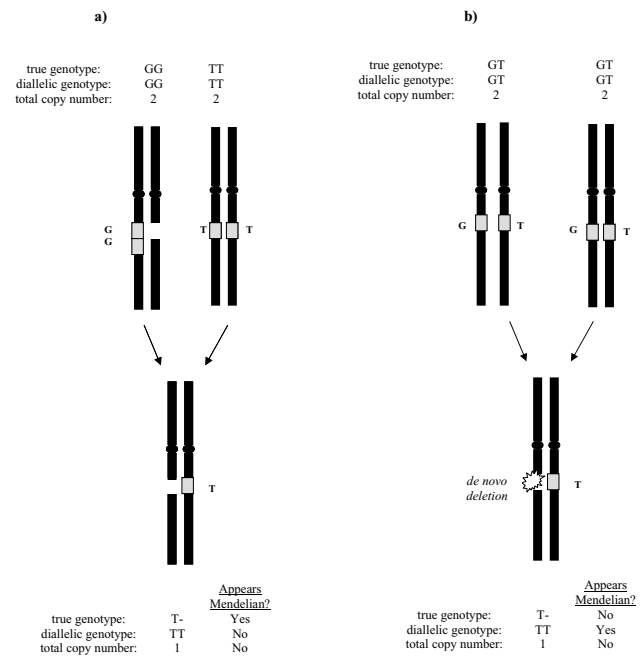 a)
true genotype: GG TT
diallelic genotype: GG TT
total copy number: 2 2
G
G
T T
T
Appears
Mendelian?
true genotype: T- Yes
diallelic genotype: TT No
total copy number: 1 No
b)
true genotype: GT GT
diallelic genotype: GT GT
total copy number: 2 2
G T
G T
de novo
deletion
T
Appears
Mendelian?
true genotype: T- No
diallelic genotype: TT Yes
total copy number: 1 No